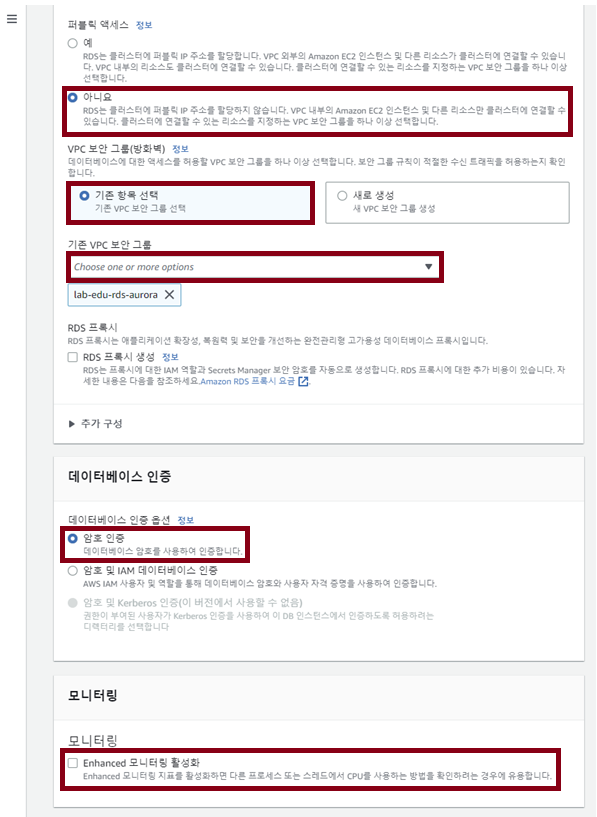 퍼블릭 액세스 정보
예
RDS는 클러스터에 퍼블릭 IP 주소를 할당합니다. VPC 외부의 Amazon EC2 인스턴스 및 다른 리소스가 클러스터에 연결할 수 있습니
다. VPC 내부의 리소스도 클러스터에 연결할 수 있습니다. 클러스터에 연결할 수 있는 리소스를 지정하는 VPC 보안 그룹을 하나 이상
선택합니다.
아니요
RDS는 클러스터에 퍼블릭 IP 주소를 할당하지 않습니다. VPC 내부의 Amazon EC2 인스턴스 및 다른 리소스만 클러스터에 연결할 수
있습니다. 클러스터에 연결할 수 있는 리소스를 지정하는 VPC 보안 그룹을 하나 이상 선택합니다.
VPC 보안 그룹(방화벽) 정보
데이터베이스에 대한 액세스를 허용할 VPC 보안 그룹을 하나 이상 선택합니다. 보안 그룹 규칙이 적절한 수신 트래픽을 허용하는지 확인
합니다.
기존 항목 선택
기존 VPC 보안 그룹 선택
새로 생성
새 VPC 보안 그룹 생성
기존 VPC 보안 그룹
Choose one or more options
lab-edu-rds-aurora
RDS 프록시
RDS 프록시는 애플리케이션 확장성, 복원력 및 보안을 개선하는 완전관리형 고가용성 데이터베이스 프록시입니다.
RDS 프록시 생성 정보
RDS는 프록시에 대한 IAM 역할과 Secrets Manager 보안 암호를 자동으로 생성합니다. RDS 프록시에 대한 추가 비용이 있습니다. 자
세한 내용은 다음을 참조하세요.Amazon RDS 프록시 요금
추가 구성
데이터베이스 인증
데이터베이스 인증 옵션 정보
암호 인증
데이터베이스 암호를 사용하여 인증합니다.
암호 및 IAM 데이터베이스 인증
AWS IAM 사용자 및 역할을 통해 데이터베이스 암호와 사용자 자격 증명을 사용하여 인증합니다.
암호 및 Kerberos 인증(이 버전에서 사용할 수 없음)
권한이 부여된 사용자가 Kerberos 인증을 사용하여 이 DB 인스턴스에서 인증하도록 허용하려는
디렉터리를 선택합니다
모니터링
모니터링
Enhanced 모니터링 활성화
Enhanced 모니터링 지표를 활성화하면 다른 프로세스 또는 스레드에서 CPU를 사용하는 방법을 확인하려는 경우에 유용합니다.